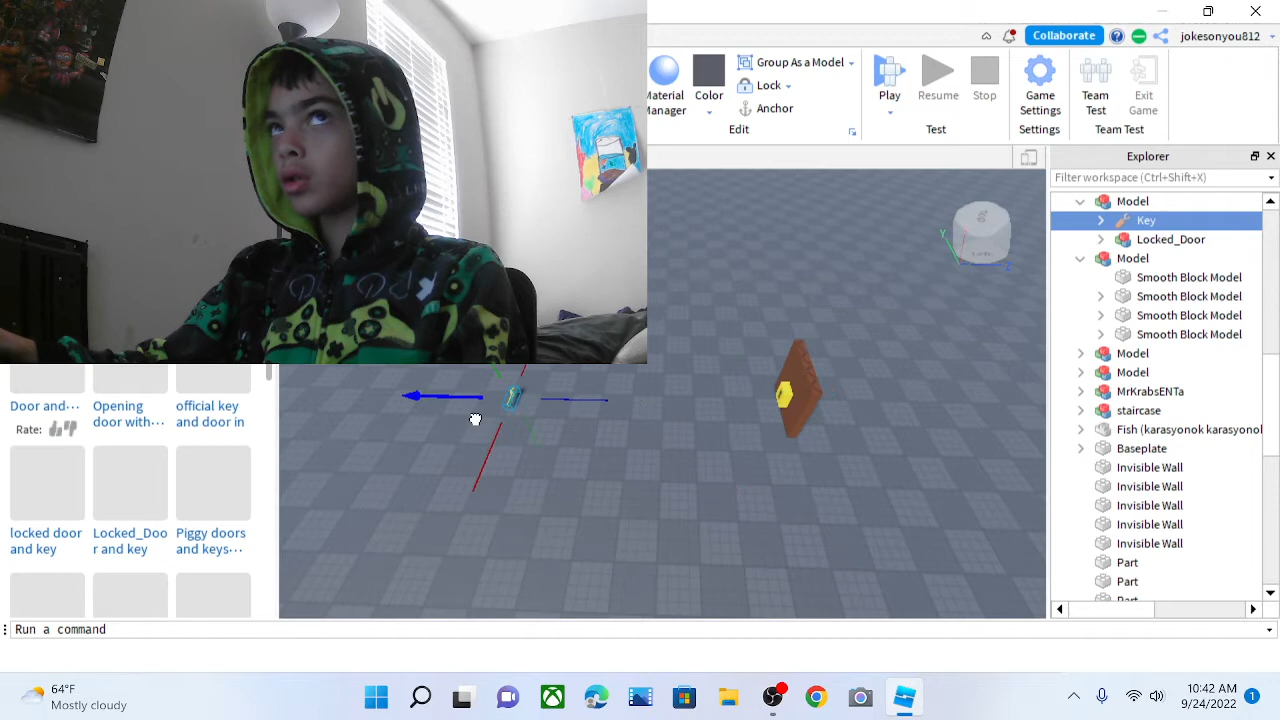 Collaborate
jokesonyou812
Material
Manager
Color
Group As a Model
Lock
Anchor
Edit
Play
Resume
Stop
Test
Game
Settings
Settings
Team
Test
Exit
Game
Team Test
Explorer
Filter workspace (Ctrl+Shift+X)
Model
Key
Locked_Door
Model
Smooth Block Model
Smooth Block Model
Smooth Block Model
Smooth Block Model
Model
Model
MrKrabsENTa
staircase
Fish (karasyonok karasyonok
Baseplate
Invisible Wall
Invisible Wall
Invisible Wall
Invisible Wall
Invisible Wall
Part
Part
Part
Y
Z
Door and...
Rate:
Opening
door with...
official key
and door in
locked door
and key
Locked_Doo
r and key
Piggy doors
and keys...
Run a command
64°F
Mostly cloudy
10:42 AM
9/24/2022
1